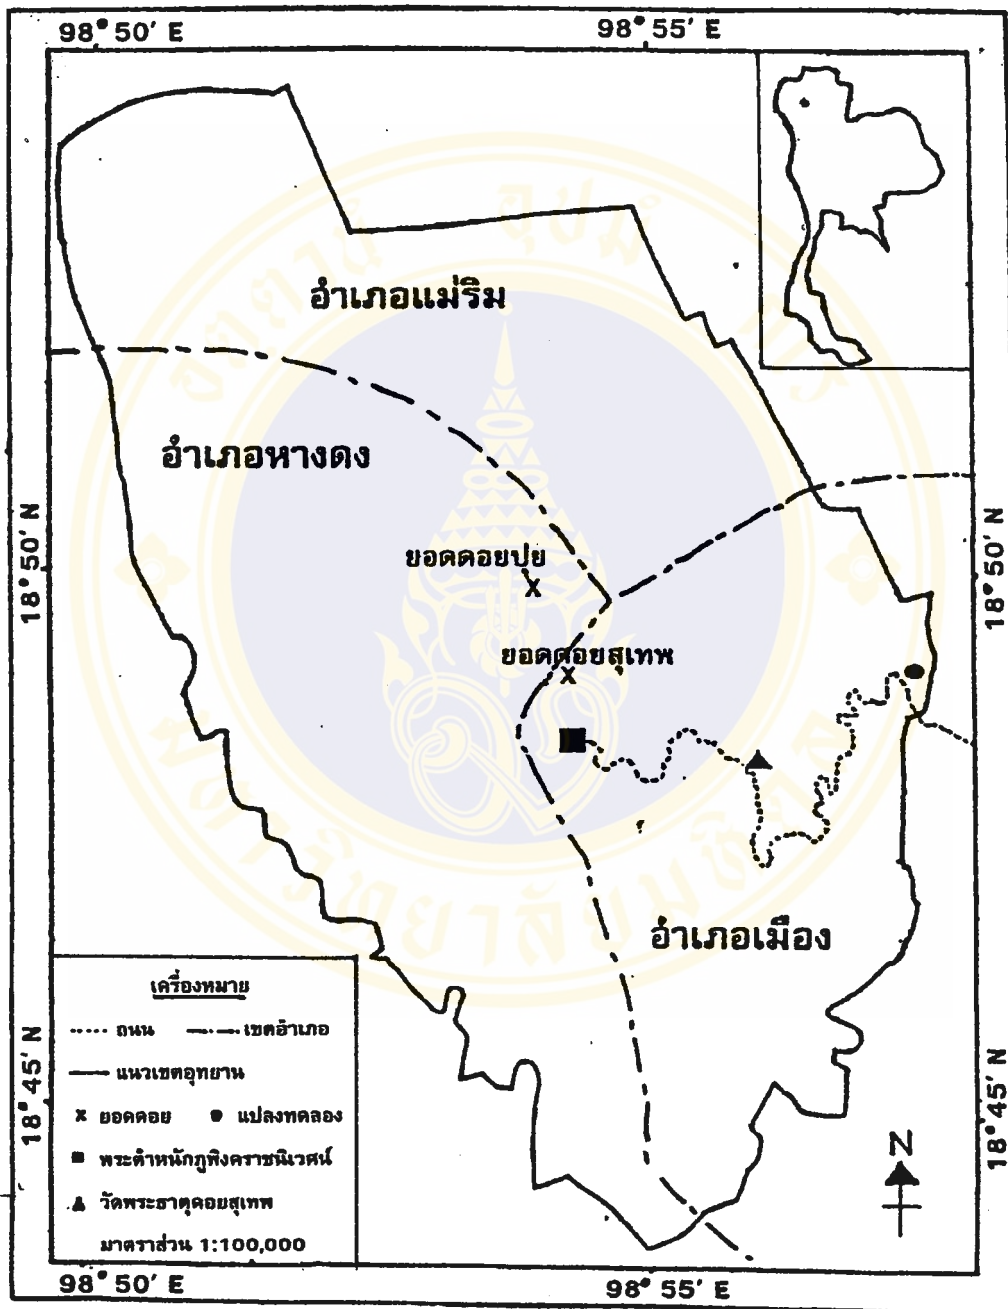 98° 50' E 98° 55' E
อำเภอแม่ริม
อำเภอหางดง
18° 50' N
18° 50' N
ยอดดอยปุย
X
ยอดดอยสุเทพ
X
อำเภอเมือง
เครื่องหมาย
ถนน เขตอำเภอ
แนวเขตอุทยาน
x ยอดดอย แปลงทดลอง
พระตำหนักภูพิงคราชนิเวศน์
วัดพระธาตุดอยสุเทพ
มาตราส่วน 1:100,000
18° 45' N
18° 45' N
N
98° 50' E 98° 55' E